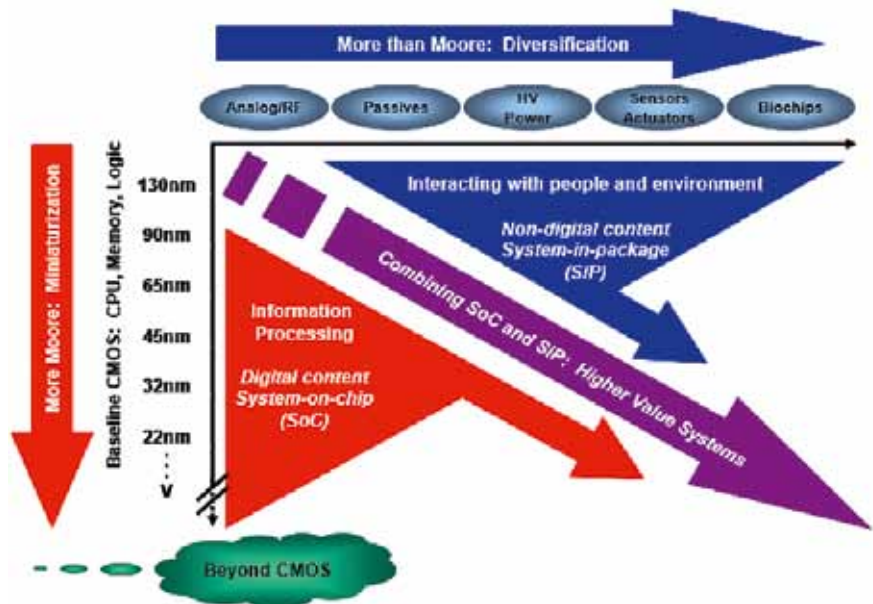 More than Moore: Diversification
Analog/RF
Passives
HV
Power
Sensors
Actuators
Biochips
More Moore: Miniaturization
Baseline CMOS: CPU, Memory, Logic
130nm
90nm
65nm
45nm
32nm
22nm
V
Interacting with people and environment
Non-digital content
System-in-package
(SiP)
Combining SoC and SiP: Higher Value Systems
Information
Processing
Digital content
System-on-chip
(SoC)
Beyond CMOS